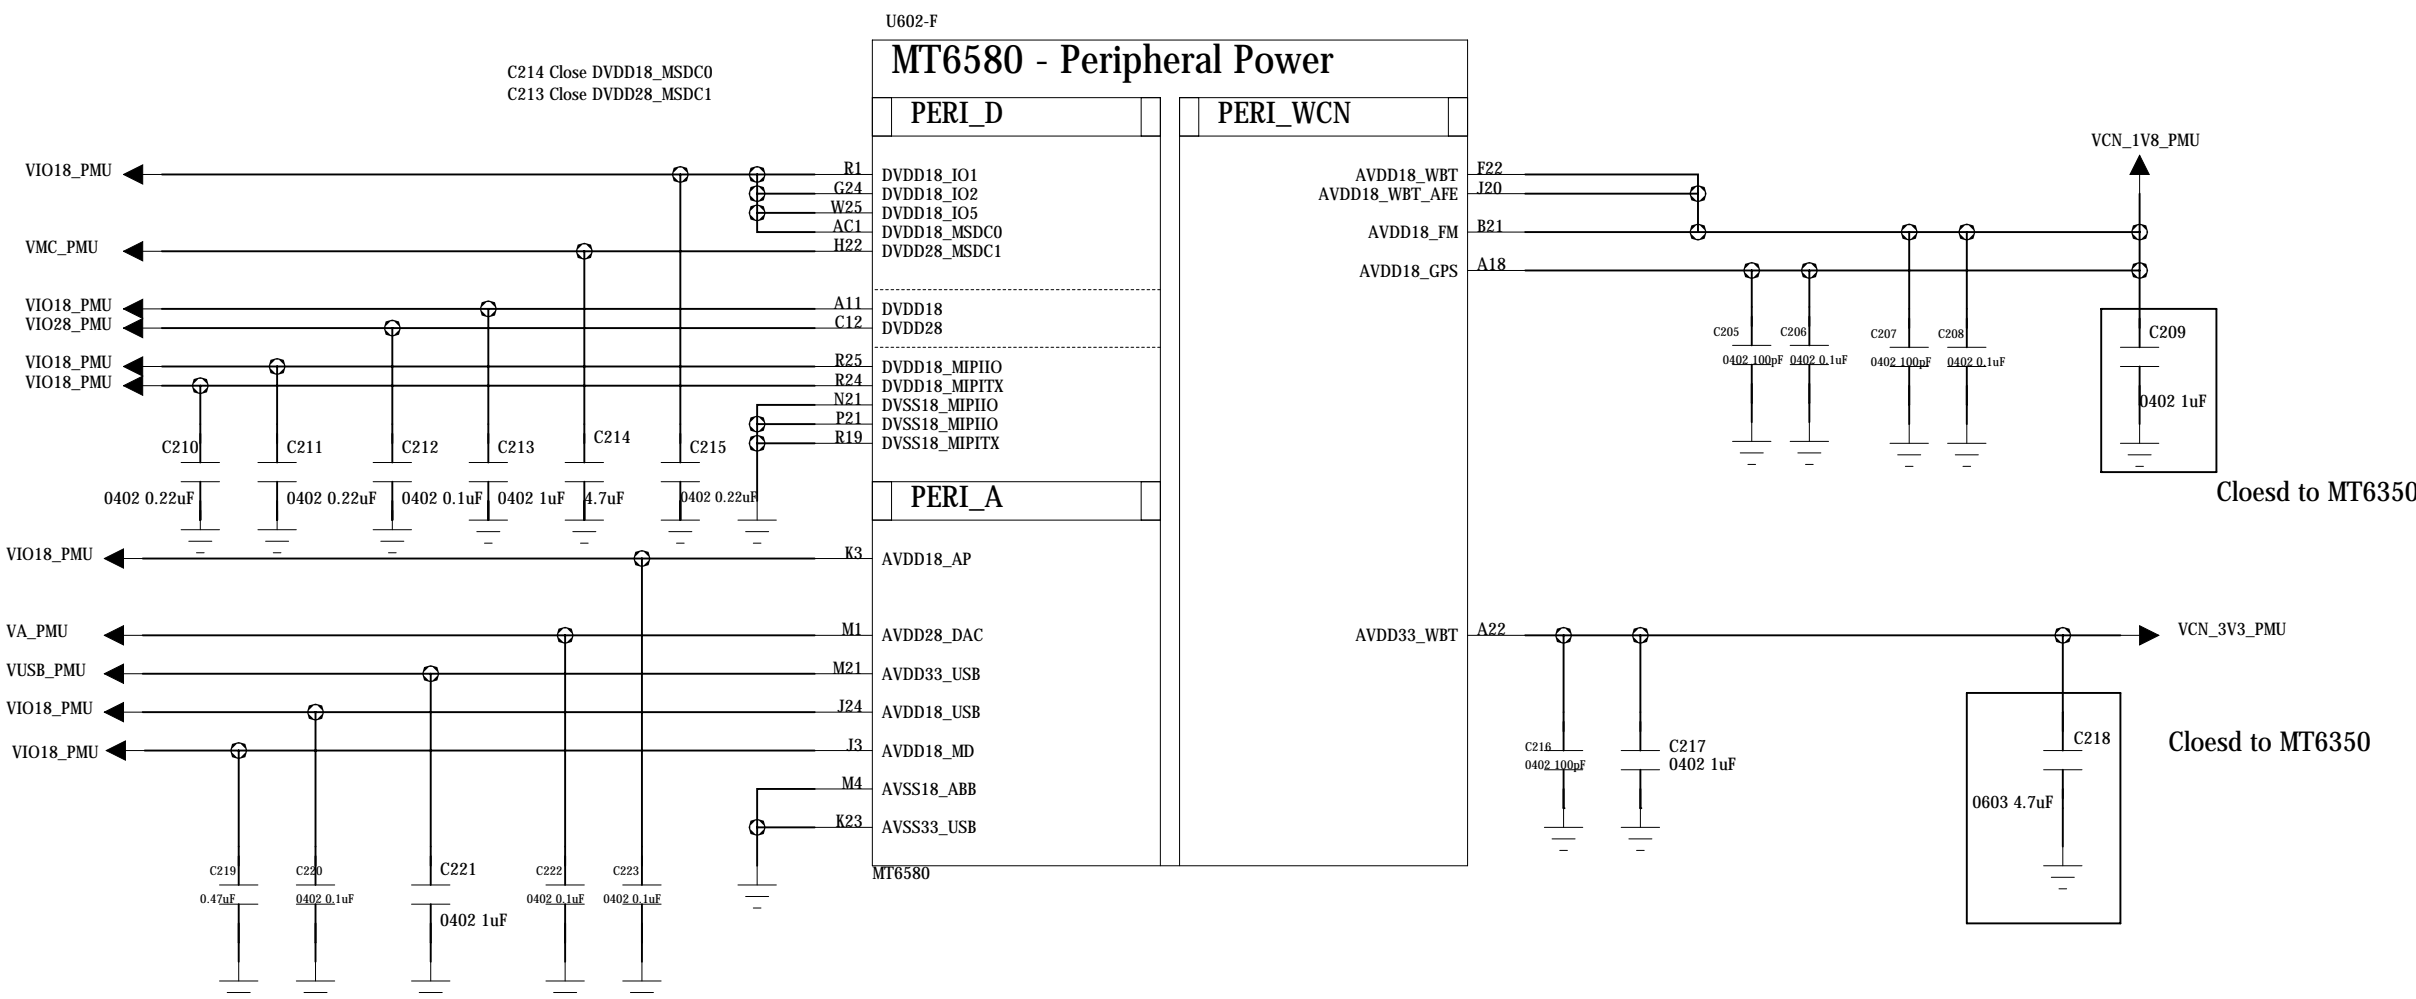 U602-F
MT6580 - Peripheral Power
C214 Close DVDD18_MSDC0
C213 Close DVDD28_MSDC1
PERI_D
PERI_WCN
VIO18_PMU
R1
DVDD18_IO1
G24
DVDD18_IO2
W25
DVDD18_IO5
AC1
DVDD18_MSDC0
VMC_PMU
H22
DVDD28_MSDC1
VIO18_PMU
A11
DVDD18
VIO28_PMU
C12
DVDD28
VIO18_PMU
R25
DVDD18_MIPIIO
VIO18_PMU
R24
DVDD18_MIPITX
N21
DVSS18_MIPIIO
P21
DVSS18_MIPIIO
R19
DVSS18_MIPITX
C210
0402 0.22uF
C211
0402 0.22uF
C212
0402 0.1uF
C213
0402 1uF
C214
4.7uF
C215
0402 0.22uF
PERI_A
VIO18_PMU
K3
AVDD18_AP
VA_PMU
M1
AVDD28_DAC
VUSB_PMU
M21
AVDD33_USB
VIO18_PMU
J24
AVDD18_USB
VIO18_PMU
J3
AVDD18_MD
M4
AVSS18_ABB
K23
AVSS33_USB
MT6580
C219
0.47uF
C220
0402 0.1uF
C221
0402 1uF
C222
0402 0.1uF
C223
0402 0.1uF
VCN_1V8_PMU
AVDD18_WBT
F22
AVDD18_WBT_AFE
J20
AVDD18_FM
B21
AVDD18_GPS
A18
C205
0402 100pF
C206
0402 0.1uF
C207
0402 100pF
C208
0402 0.1uF
C209
0402 1uF
Cloesd to MT6350
AVDD33_WBT
A22
VCN_3V3_PMU
C216
0402 100pF
C217
0402 1uF
C218
0603 4.7uF
Cloesd to MT6350